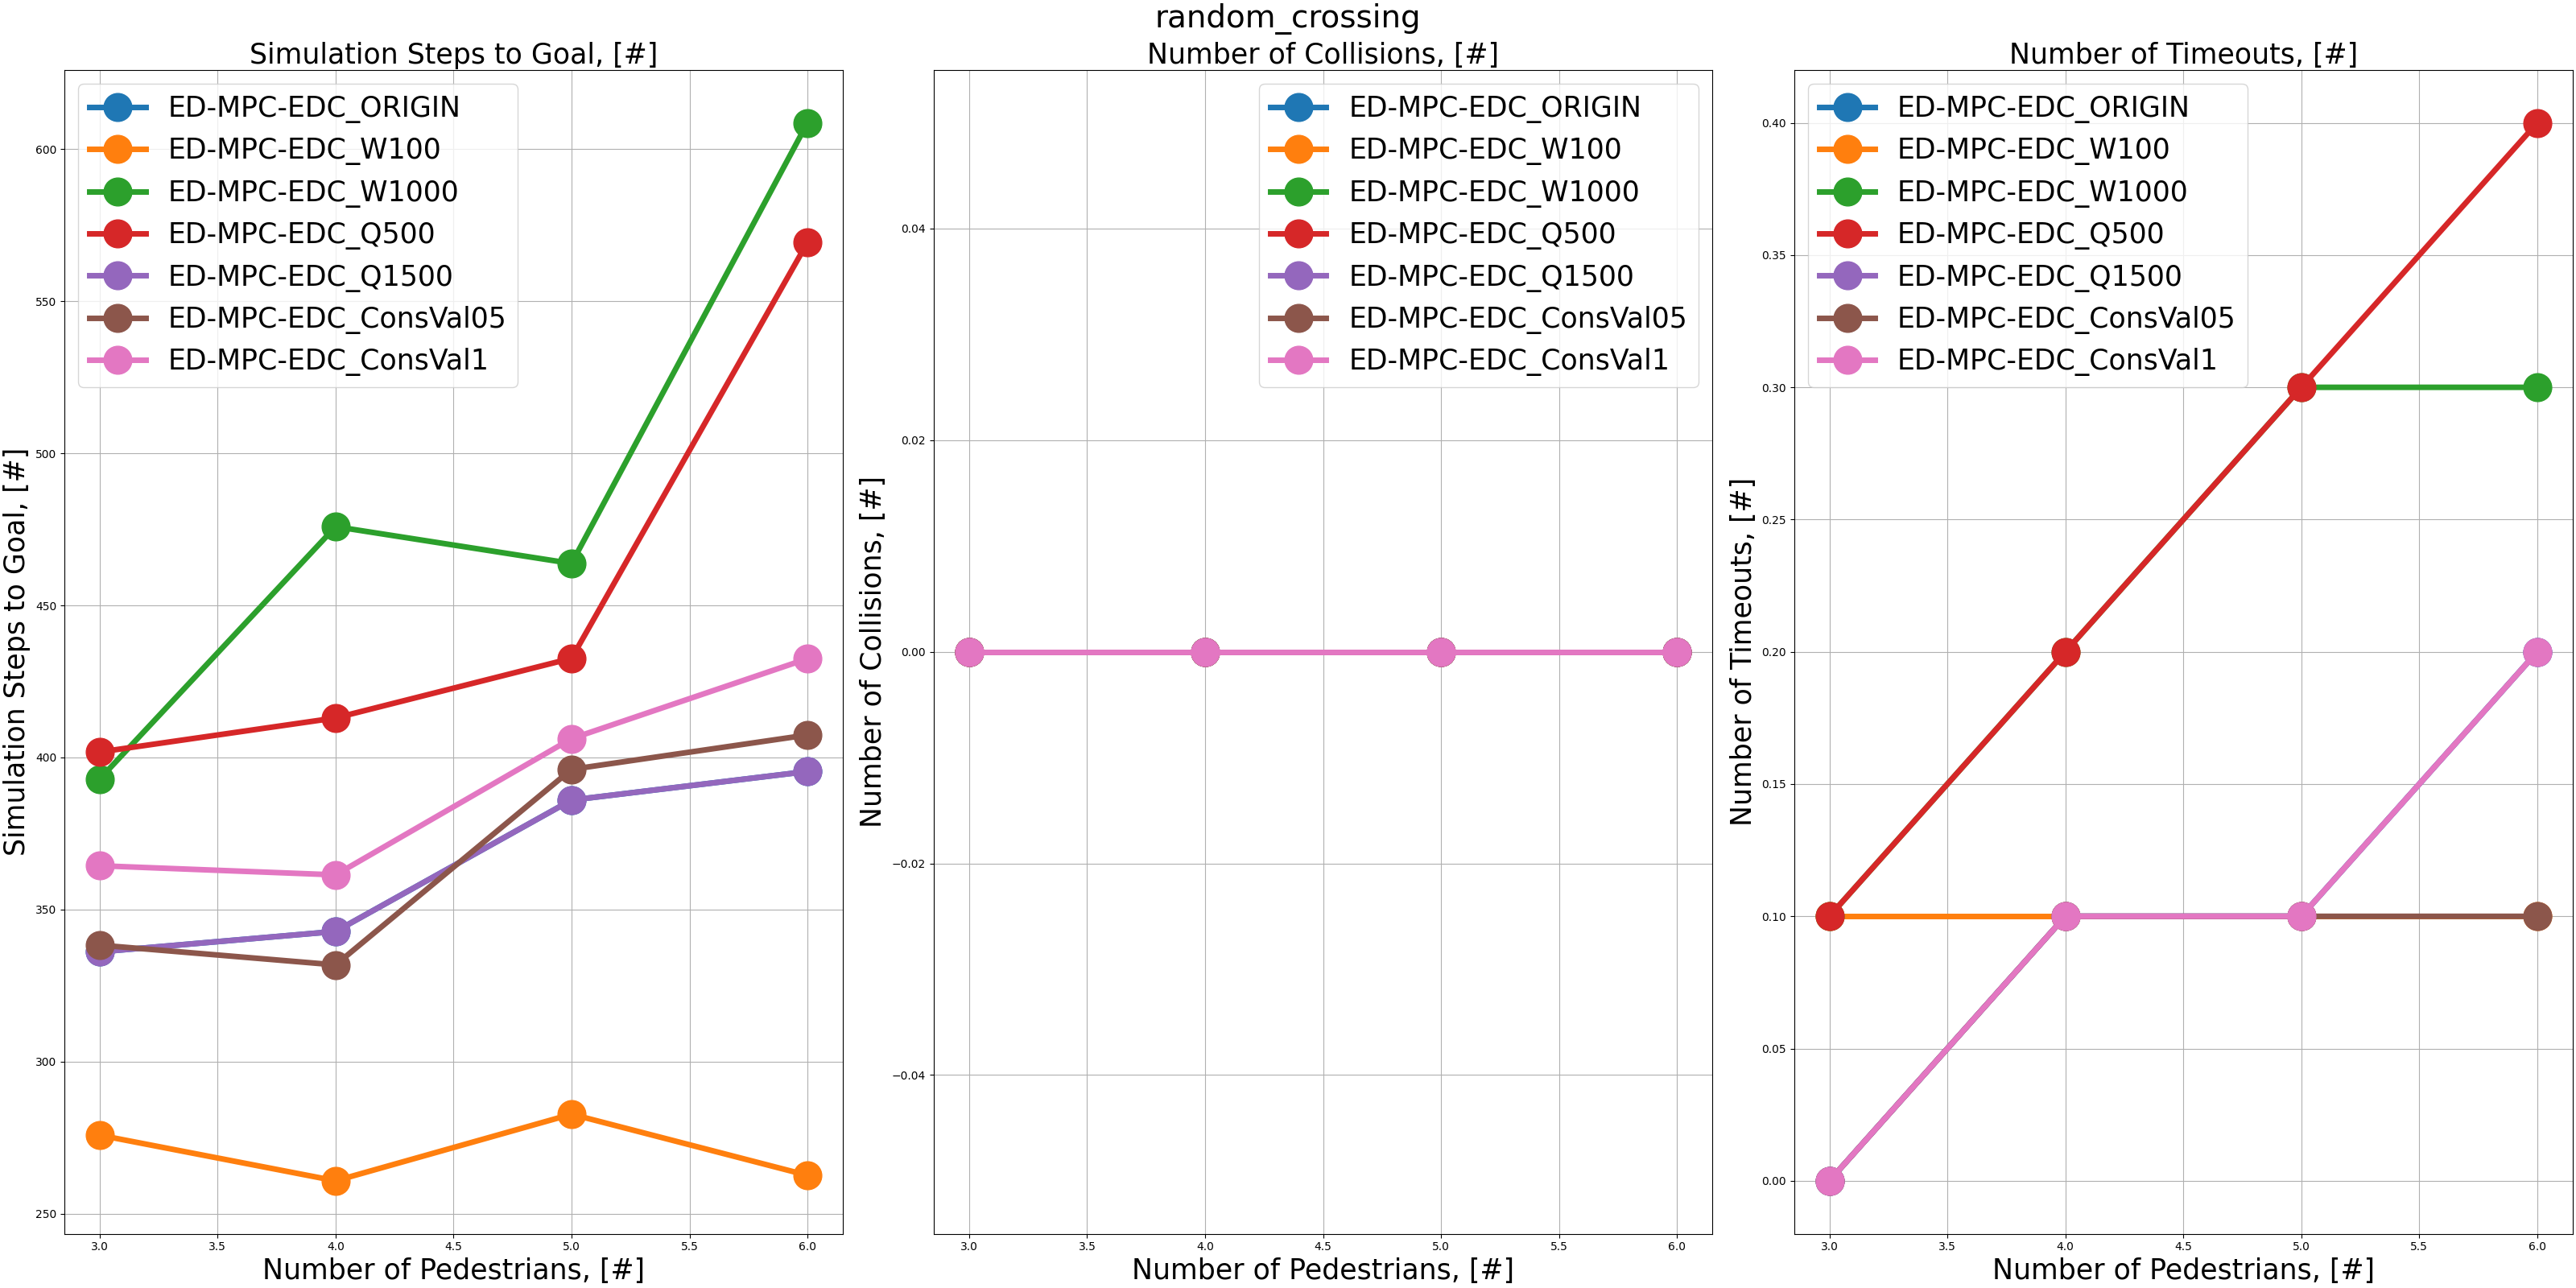 random_crossing
Simulation Steps to Goal, [#]
ED-MPC-EDC_ORIGIN
ED-MPC-EDC_W100
ED-MPC-EDC_W1000
ED-MPC-EDC_Q500
ED-MPC-EDC_Q1500
ED-MPC-EDC_ConsVal05
ED-MPC-EDC_ConsVal1
Simulation Steps to Goal, [#]
600
550
500
450
400
350
300
250
3.0 3.5 4.0 4.5 5.0 5.5 6.0
Number of Pedestrians, [#]
Number of Collisions, [#]
ED-MPC-EDC_ORIGIN
ED-MPC-EDC_W100
ED-MPC-EDC_W1000
ED-MPC-EDC_Q500
ED-MPC-EDC_Q1500
ED-MPC-EDC_ConsVal05
ED-MPC-EDC_ConsVal1
Number of Collisions, [#]
0.04
0.02
0.00
−0.02
−0.04
3.0 3.5 4.0 4.5 5.0 5.5 6.0
Number of Pedestrians, [#]
Number of Timeouts, [#]
ED-MPC-EDC_ORIGIN
ED-MPC-EDC_W100
ED-MPC-EDC_W1000
ED-MPC-EDC_Q500
ED-MPC-EDC_Q1500
ED-MPC-EDC_ConsVal05
ED-MPC-EDC_ConsVal1
Number of Timeouts, [#]
0.40
0.35
0.30
0.25
0.20
0.15
0.10
0.05
0.00
3.0 3.5 4.0 4.5 5.0 5.5 6.0
Number of Pedestrians, [#]